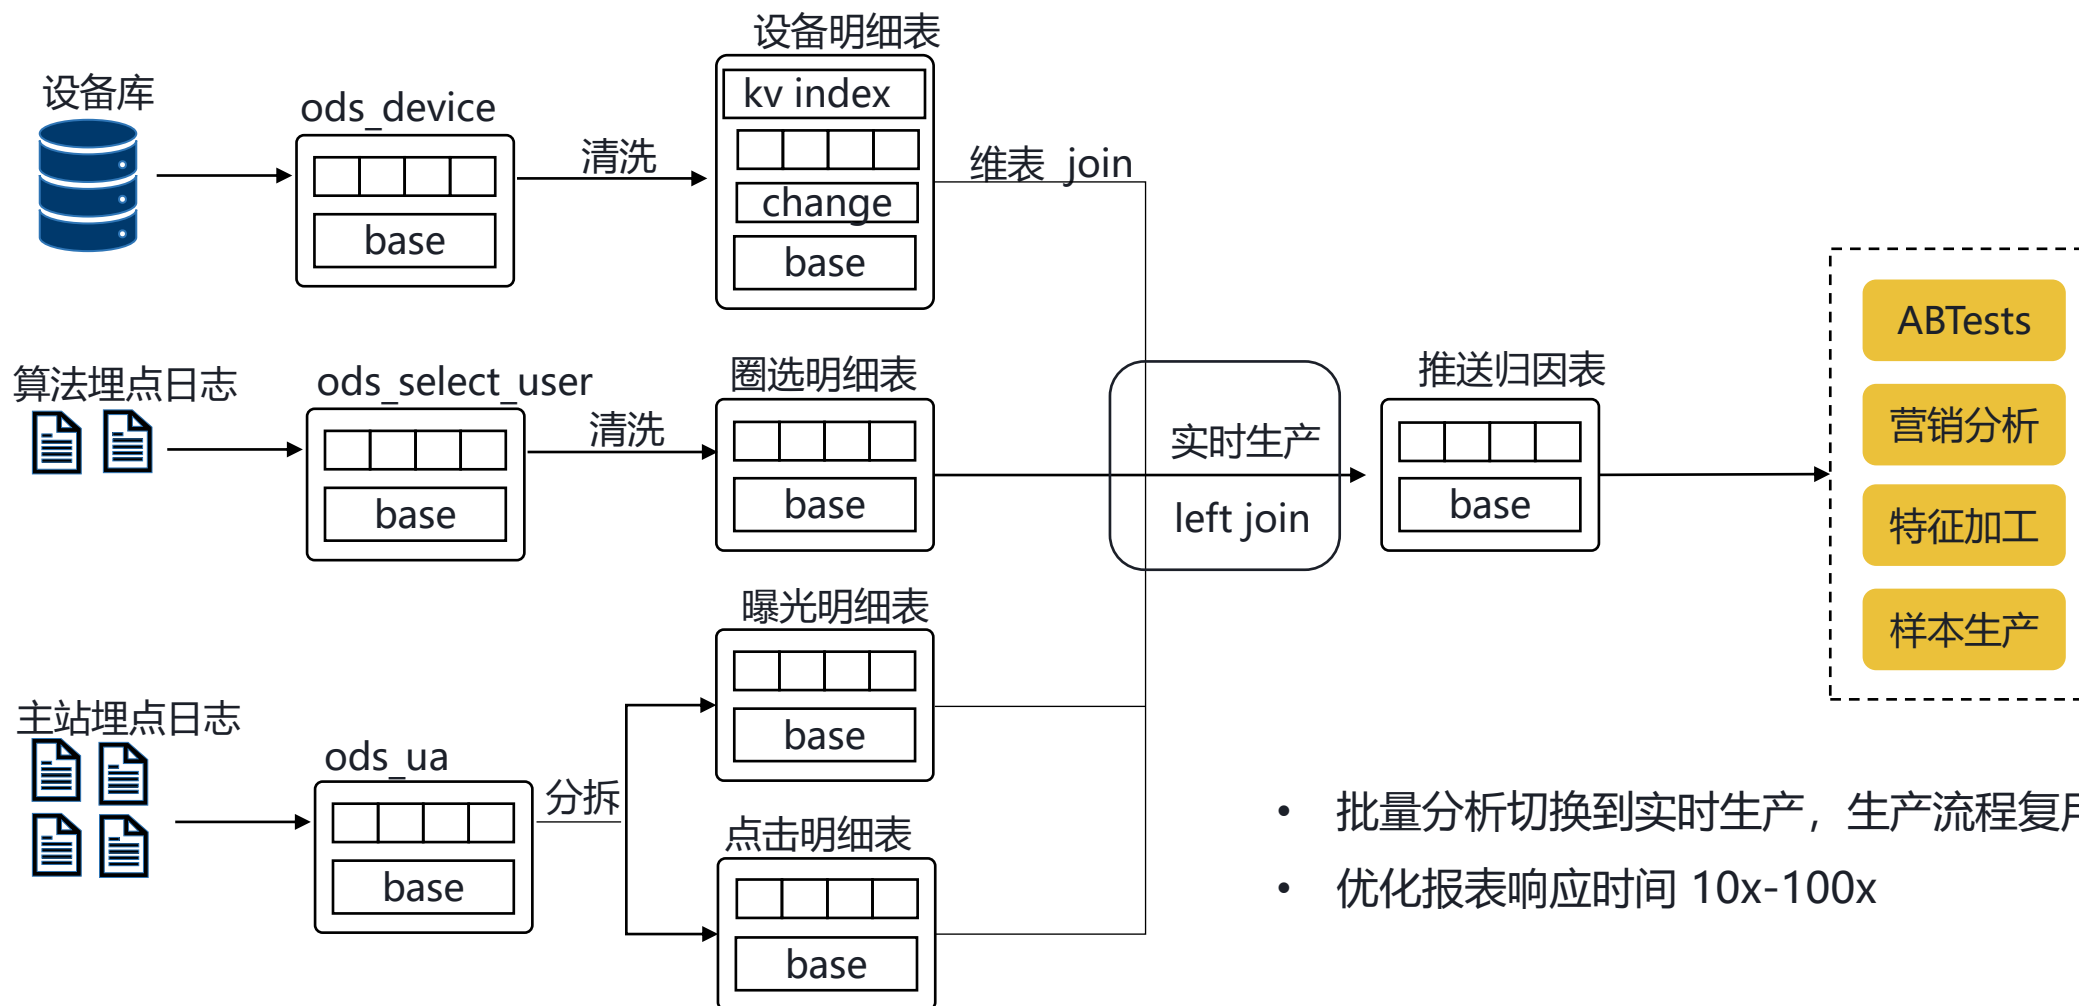 设备库
ods_device
base
清洗
设备明细表
kv index
change
base
维表 join
算法埋点日志
ods_select_user
base
清洗
圈选明细表
base
实时生产
left join
推送归因表
base
ABTests
营销分析
特征加工
样本生产
主站埋点日志
ods_ua
base
分拆
曝光明细表
base
点击明细表
base
• 批量分析切换到实时生产，生产流程复
• 优化报表响应时间 10x-100x